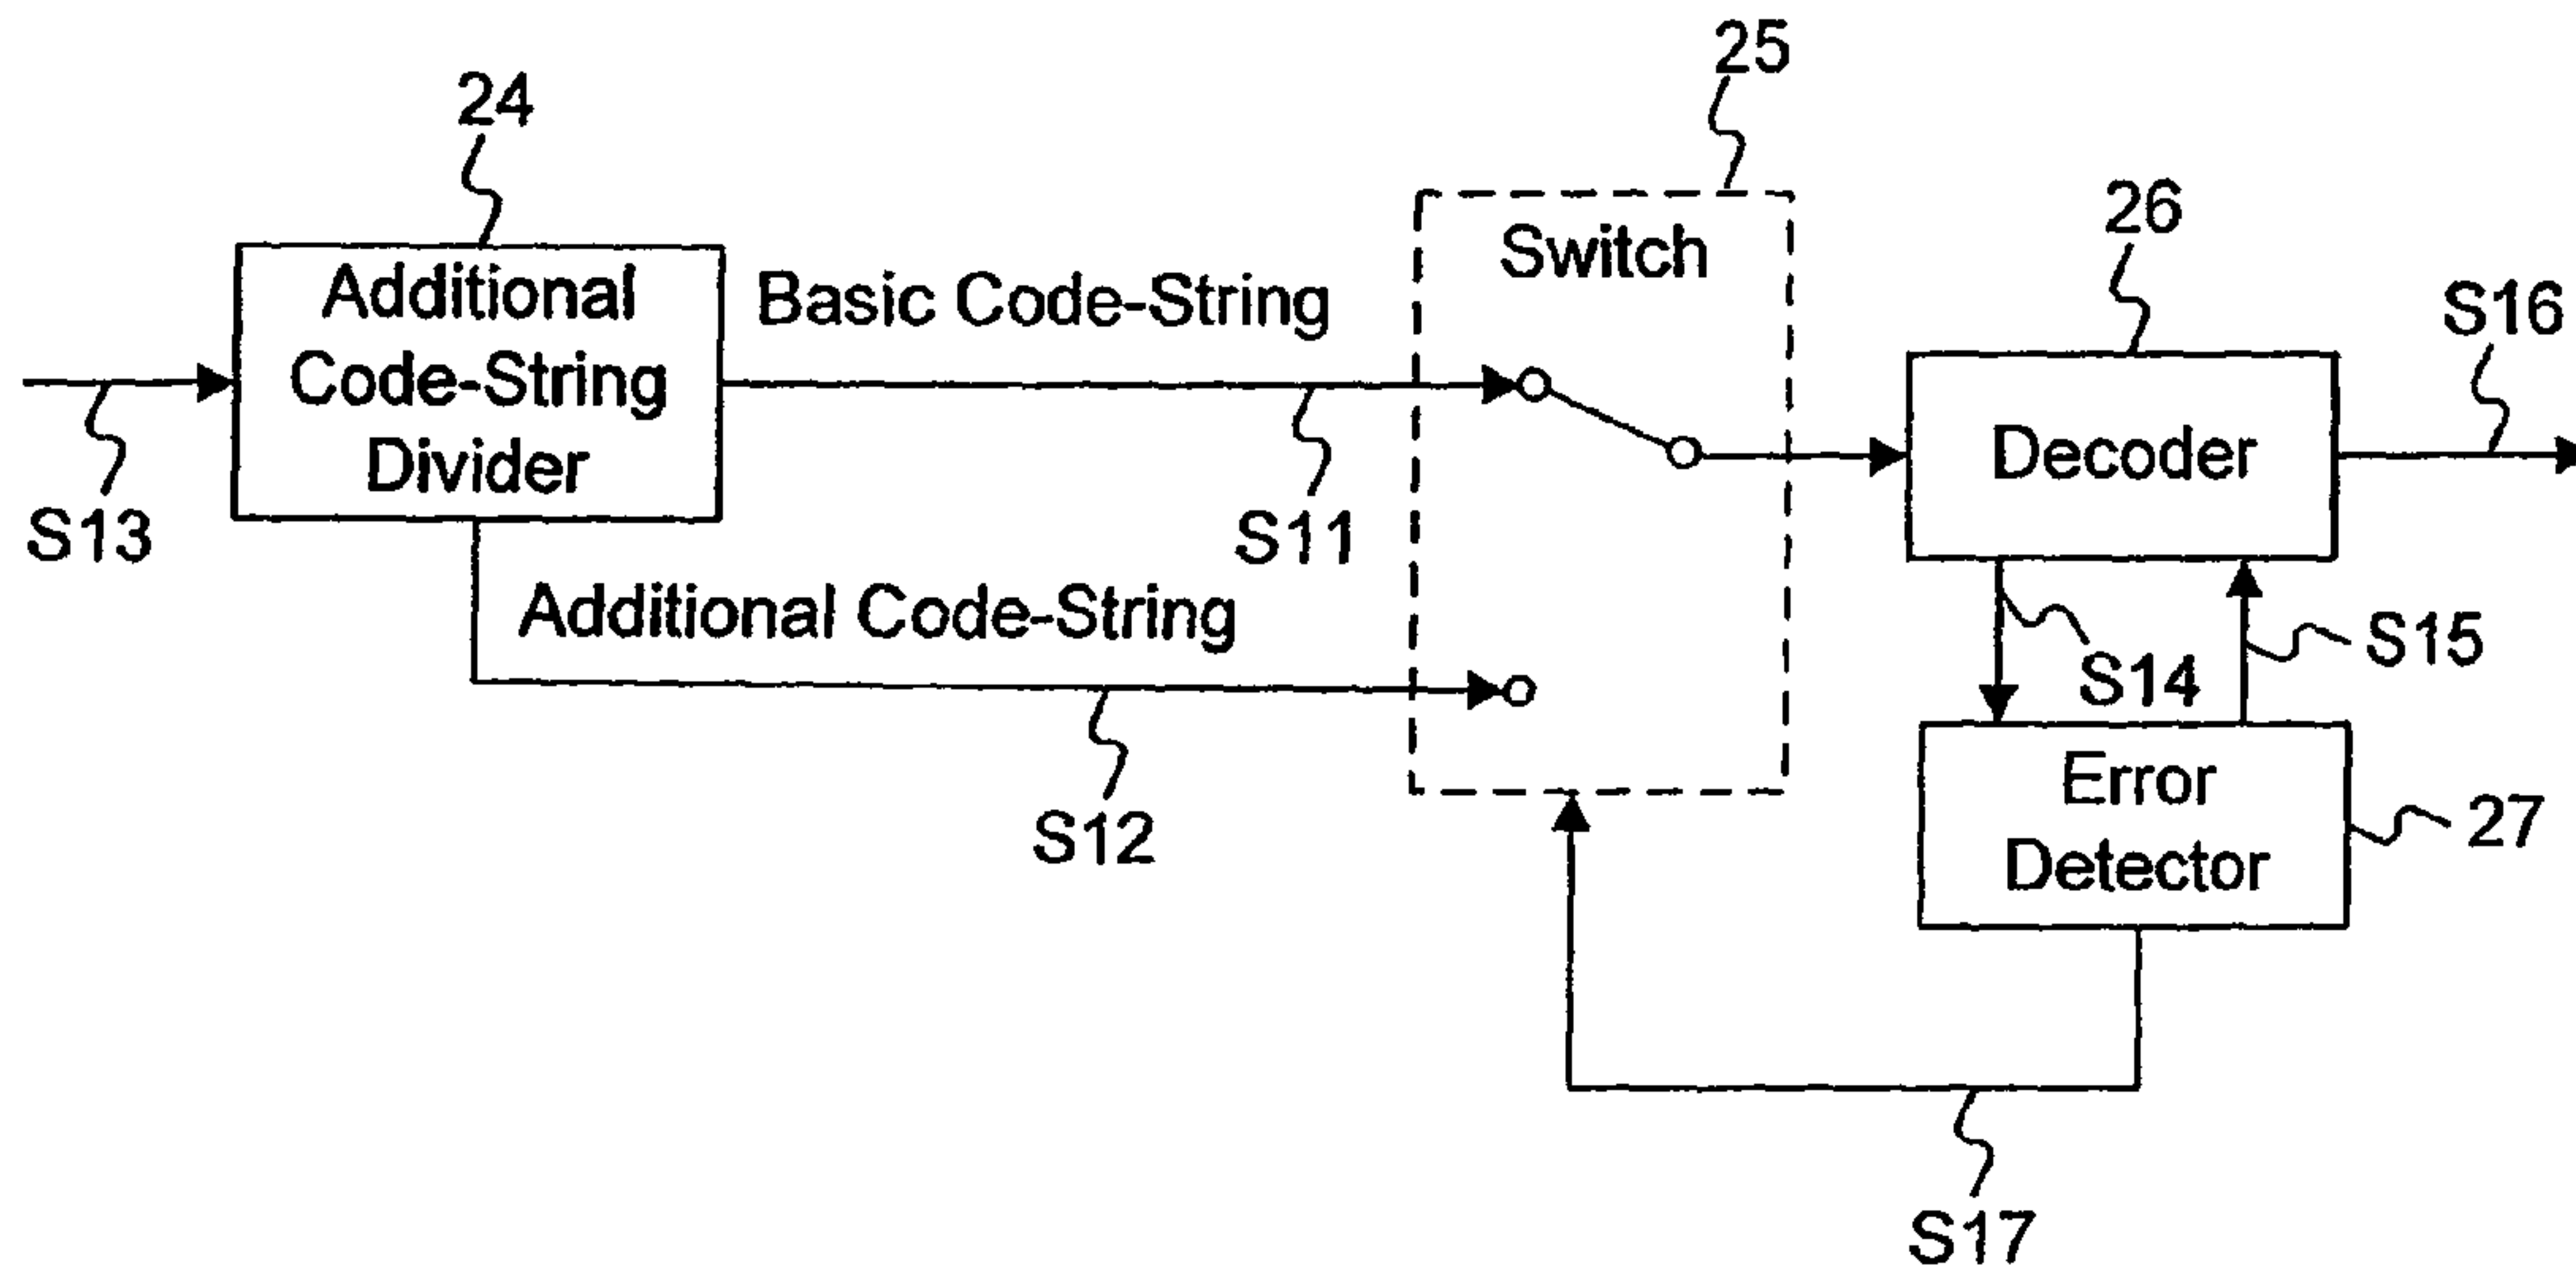 25
24
26
Switch
Additional
Code-String
Divider
Basic Code-String
S16
Decoder
S13
S11
Additional Code-String
S14
S15
Error
Detector
27
S12
S17